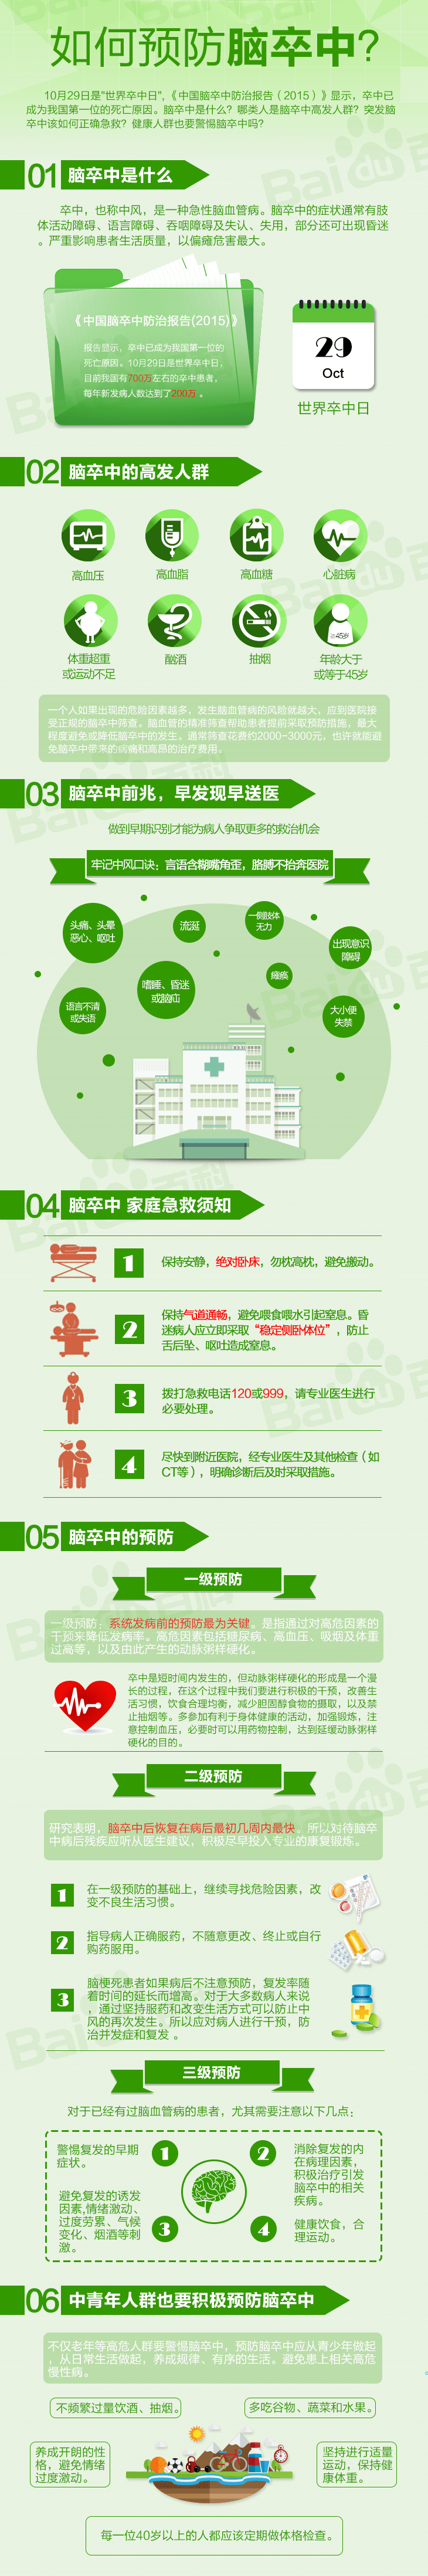 如何预防脑卒中?
10月29日是"世界卒中日",《中国脑卒中防治报告（2015）》显示，卒中已
成为我国第一位的死亡原因。脑卒中是什么？哪类人是脑卒中高发人群？突发脑
卒中该如何正确急救？健康人群也要警惕脑卒中吗？
01 脑卒中是什么
卒中，也称中风，是一种急性脑血管病。脑卒中的症状通常有肢
体活动障碍、语言障碍、吞咽障碍及失认、失用，部分还可出现昏迷
。严重影响患者生活质量，以偏瘫危害最大。
《中国脑卒中防治报告(2015)》
报告显示，卒中已成为我国第一位的
死亡原因。10月29日是世界卒中日，
目前我国有700万左右的卒中患者，
每年新发病人数达到了200万 。
29
Oct
世界卒中日
02 脑卒中的高发人群
高血压
高血脂
高血糖
心脏病
体重超重
或运动不足
酗酒
抽烟
≥45岁
年龄大于
或等于45岁
一个人如果出现的危险因素越多，发生脑血管病的风险就越大，应到医院接
受正规的脑卒中筛查。脑血管的精准筛查帮助患者提前采取预防措施，最大
程度避免或降低脑卒中的发生。通常筛查花费约2000-3000元，也许就能避
免脑卒中带来的病痛和高昂的治疗费用。
03 脑卒中前兆，早发现早送医
做到早期识别才能为病人争取更多的救治机会
牢记中风口诀：言语含糊嘴角歪，胳膊不抬奔医院
头痛、头晕
恶心、呕吐
流涎
一侧肢体
无力
出现意识
障碍
嗜睡、昏迷
或脑疝
瘫痪
语言不清
或失语
大小便
失禁
04 脑卒中 家庭急救须知
1 保持安静，绝对卧床，勿枕高枕，避免搬动。
2 保持气道通畅，避免喂食喂水引起窒息。昏
迷病人应立即采取“稳定侧卧体位”，防止
舌后坠、呕吐造成窒息。
3 拨打急救电话120或999，请专业医生进行
必要处理。
4 尽快到附近医院，经专业医生及其他检查（如
CT等），明确诊断后及时采取措施。
05 脑卒中的预防
一级预防
一级预防：系统发病前的预防最为关键。是指通过对高危因素的
干预来降低发病率。高危因素包括糖尿病、高血压、吸烟及体重
过高等，以及由此产生的动脉粥样硬化。
卒中是短时间内发生的，但动脉粥样硬化的形成是一个漫
长的过程，在这个过程中我们要进行积极的干预，改善生
活习惯，饮食合理均衡，减少胆固醇食物的摄取，以及禁
止抽烟等。多参加有利于身体健康的活动，加强锻炼，注
意控制血压，必要时可以用药物控制，达到延缓动脉粥样
硬化的目的。
二级预防
研究表明，脑卒中后恢复在病后最初几周内最快。所以对待脑卒
中病后残疾应听从医生建议，积极尽早投入专业的康复锻炼。
1 在一级预防的基础上，继续寻找危险因素，改
变不良生活习惯。
2 指导病人正确服药，不随意更改、终止或自行
购药服用。
3 脑梗死患者如果病后不注意预防，复发率随
着时间的延长而增高。对于大多数病人来说
，通过坚持服药和改变生活方式可以防止中
风的再次发生。所以应对病人进行干预，防
治并发症和复发 。
三级预防
对于已经有过脑血管病的患者，尤其需要注意以下几点：
警惕复发的早期
症状。
1
2
消除复发的内
在病理因素，
积极治疗引发
脑卒中的相关
疾病。
避免复发的诱发
因素,情绪激动、
过度劳累、气候
变化、烟酒等刺
激。
3
4
健康饮食，合
理运动。
06 中青年人群也要积极预防脑卒中
不仅老年等高危人群要警惕脑卒中，预防脑卒中应从青少年做起
，从日常生活做起，养成规律、有序的生活。避免患上相关高危
慢性病。
不频繁过量饮酒、抽烟。
多吃谷物、蔬菜和水果。
养成开朗的性
格，避免情绪
过度激动。
坚持进行适量
运动，保持健
康体重。
每一位40岁以上的人都应该定期做体格检查。